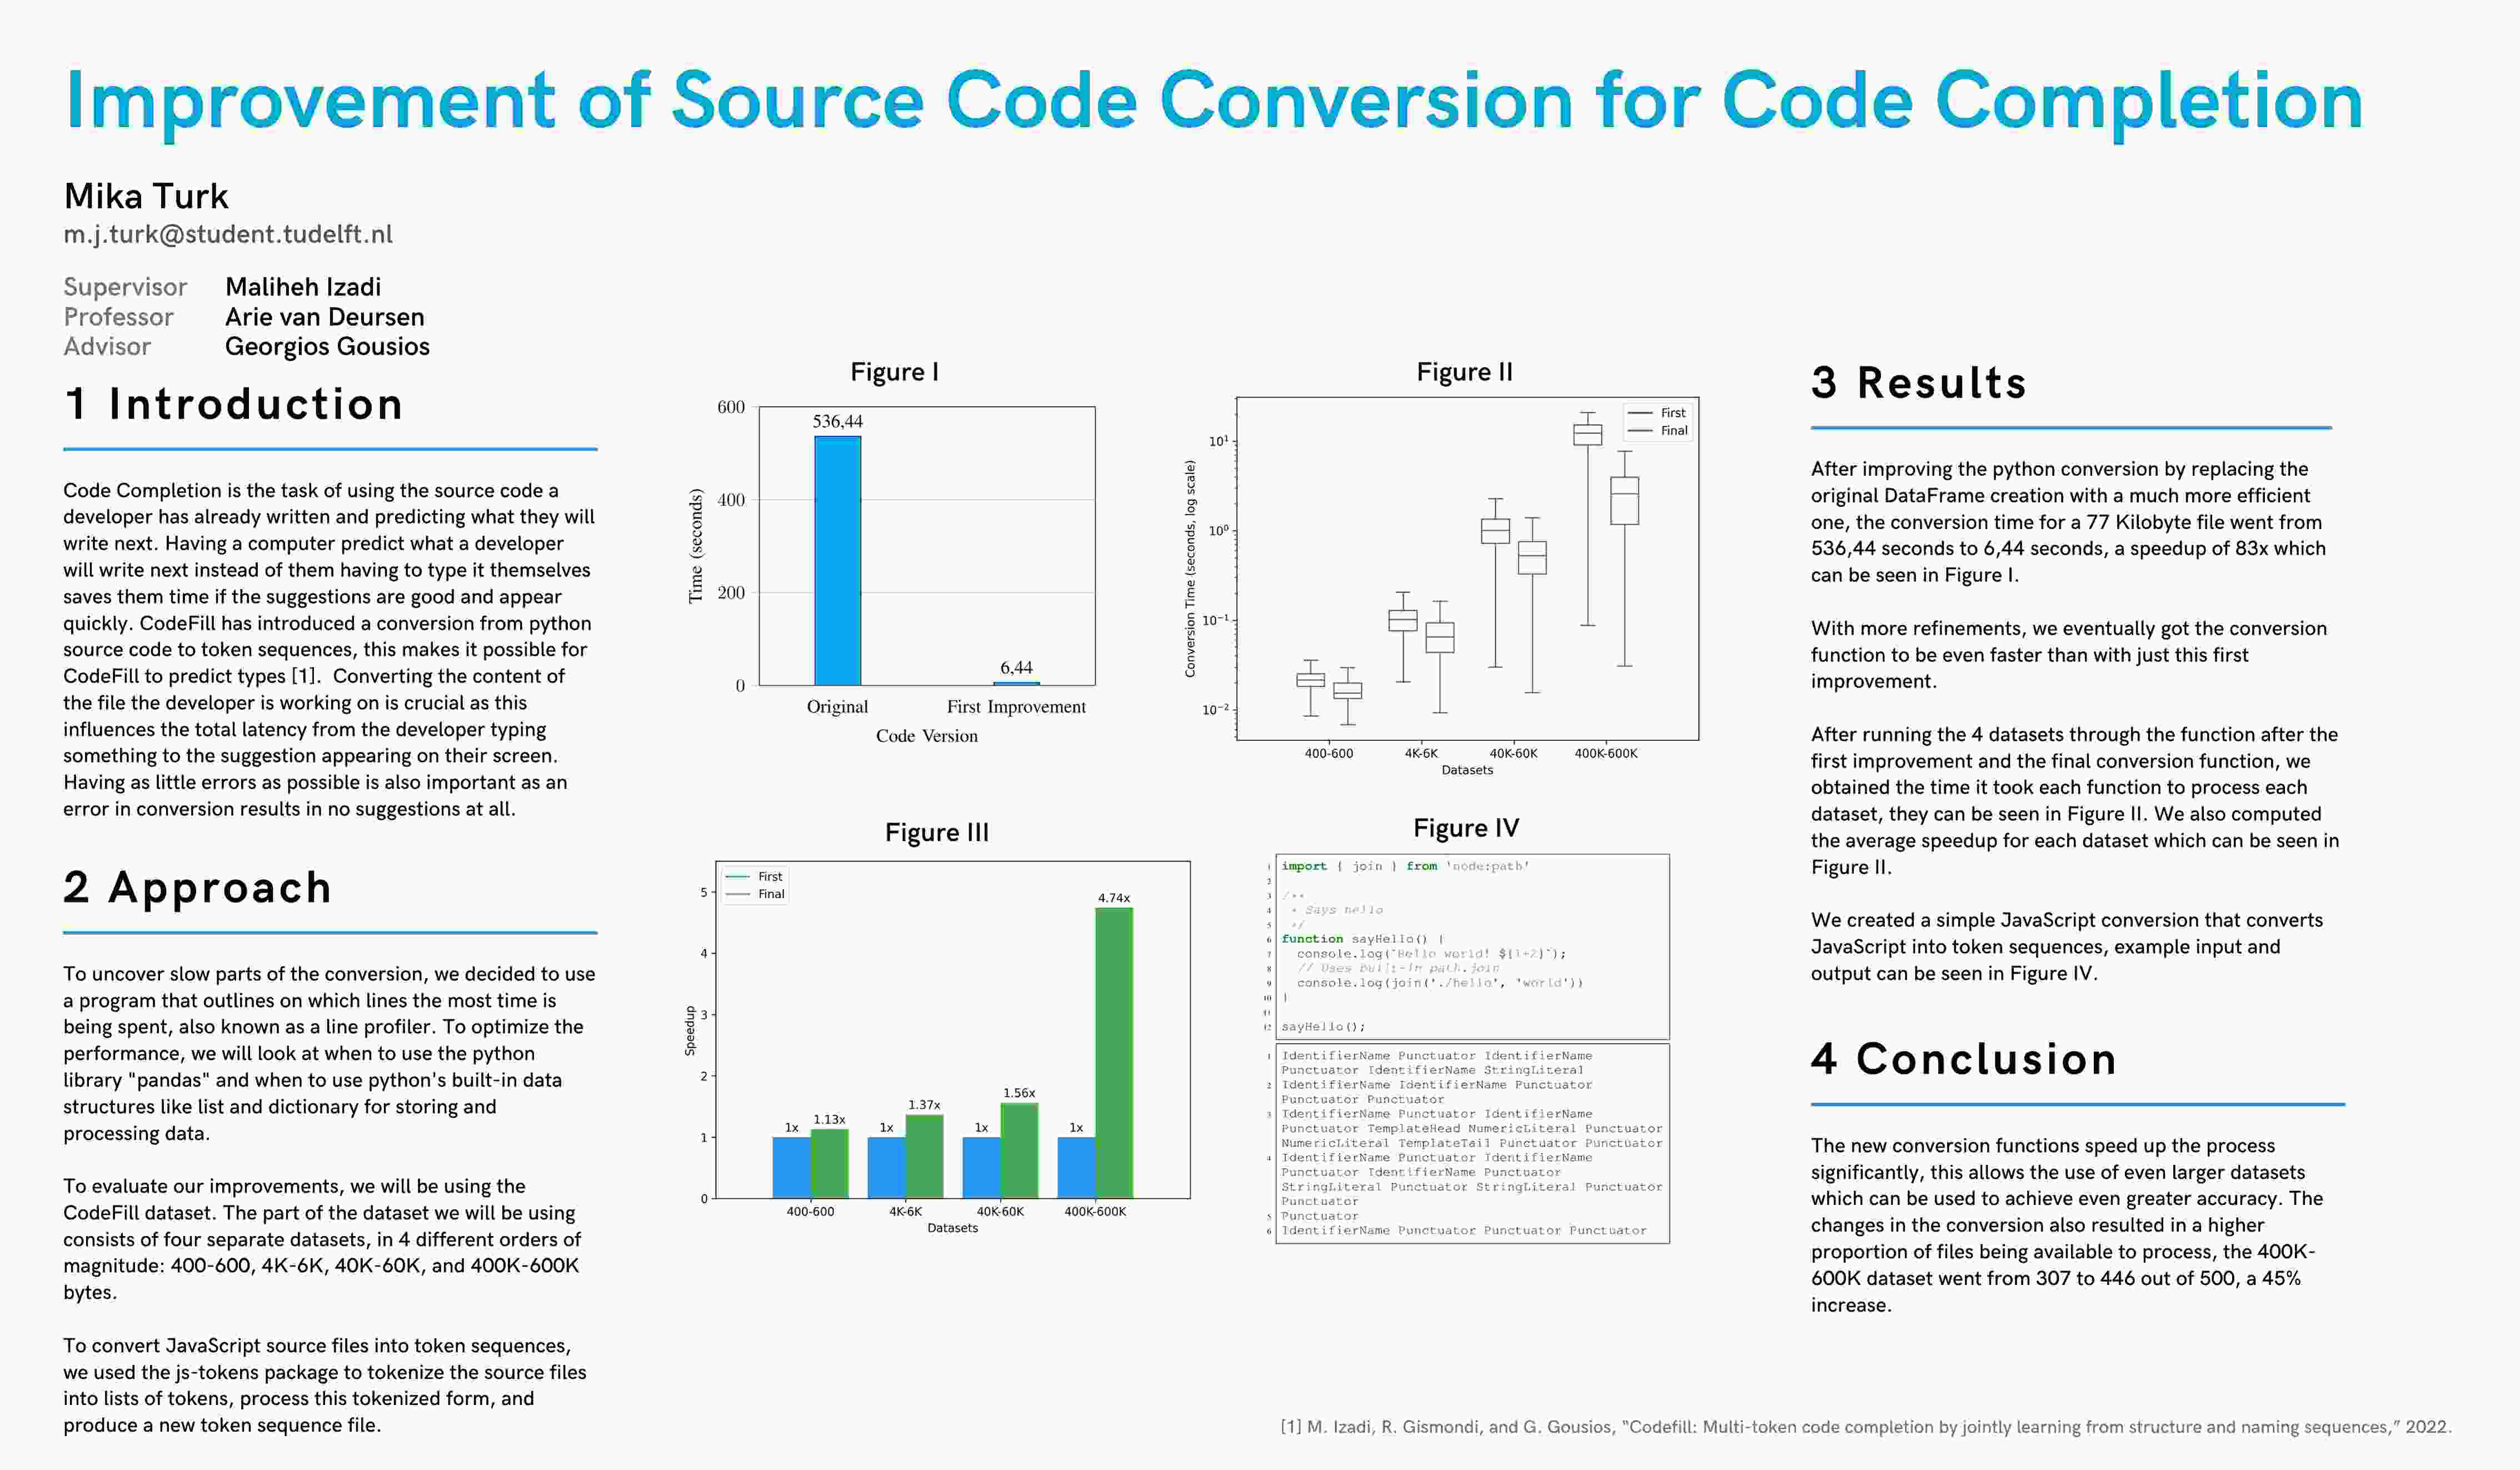 Improvement of Source Code Conversion for Code Completion
Mika Turk
m.j.turk@student.tudelft.nl
Supervisor Maliheh Izadi
Professor Arie van Deursen
Advisor Georgios Gousios
1 Introduction
Code Completion is the task of using the source code a
developer has already written and predicting what they will
write next. Having a computer predict what a developer
will write next instead of them having to type it themselves
saves them time if the suggestions are good and appear
quickly. CodeFill has introduced a conversion from python
source code to token sequences, this makes it possible for
CodeFill to predict types [1]. Converting the content of
the file the developer is working on is crucial as this
influences the total latency from the developer typing
something to the suggestion appearing on their screen.
Having as little errors as possible is also important as an
error in conversion results in no suggestions at all.
2 Approach
To uncover slow parts of the conversion, we decided to use
a program that outlines on which lines the most time is
being spent, also known as a line profiler. To optimize the
performance, we will look at when to use the python
library "pandas" and when to use python's built-in data
structures like list and dictionary for storing and
processing data.
To evaluate our improvements, we will be using the
CodeFill dataset. The part of the dataset we will be using
consists of four separate datasets, in 4 different orders of
magnitude: 400-600, 4K-6K, 40K-60K, and 400K-600K
bytes.
To convert JavaScript source files into token sequences,
we used the js-tokens package to tokenize the source files
into lists of tokens, process this tokenized form, and
produce a new token sequence file.
Figure I
600
400
200
0
Time (seconds)
536,44
6,44
Original First Improvement
Code Version
Figure II
First
Final
Conversion Time (seconds, log scale)
10¹
10⁰
10⁻¹
10⁻²
400-600 4K-6K 40K-60K 400K-600K
Datasets
Figure III
First
Final
Speedup
5
4
3
2
1
0
1x 1.13x 1x 1.37x 1x 1.56x 1x 4.74x
400-600 4K-6K 40K-60K 400K-600K
Datasets
Figure IV
1 import { join } from 'node:path'
2
3 /**
4 * Says hello
5 */
6 function sayHello() {
7 console.log(`Hello world! ${1+2}`);
8 // Uses built-in path.join
9 console.log(join('./hello', 'world'))
10 }
11
12 sayHello();
1 IdentifierName Punctuator IdentifierName
Punctuator IdentifierName StringLiteral
2 IdentifierName IdentifierName Punctuator
Punctuator Punctuator
3 IdentifierName Punctuator IdentifierName
Punctuator TemplateHead NumericLiteral Punctuator
NumericLiteral TemplateTail Punctuator Punctuator
4 IdentifierName Punctuator IdentifierName
Punctuator IdentifierName Punctuator
StringLiteral Punctuator StringLiteral Punctuator
Punctuator
5 Punctuator
6 IdentifierName Punctuator Punctuator Punctuator
3 Results
After improving the python conversion by replacing the
original DataFrame creation with a much more efficient
one, the conversion time for a 77 Kilobyte file went from
536,44 seconds to 6,44 seconds, a speedup of 83x which
can be seen in Figure I.
With more refinements, we eventually got the conversion
function to be even faster than with just this first
improvement.
After running the 4 datasets through the function after the
first improvement and the final conversion function, we
obtained the time it took each function to process each
dataset, they can be seen in Figure II. We also computed
the average speedup for each dataset which can be seen in
Figure II.
We created a simple JavaScript conversion that converts
JavaScript into token sequences, example input and
output can be seen in Figure IV.
4 Conclusion
The new conversion functions speed up the process
significantly, this allows the use of even larger datasets
which can be used to achieve even greater accuracy. The
changes in the conversion also resulted in a higher
proportion of files being available to process, the 400K-
600K dataset went from 307 to 446 out of 500, a 45%
increase.
[1] M. Izadi, R. Gismondi, and G. Gousios, “Codefill: Multi-token code completion by jointly learning from structure and naming sequences,” 2022.